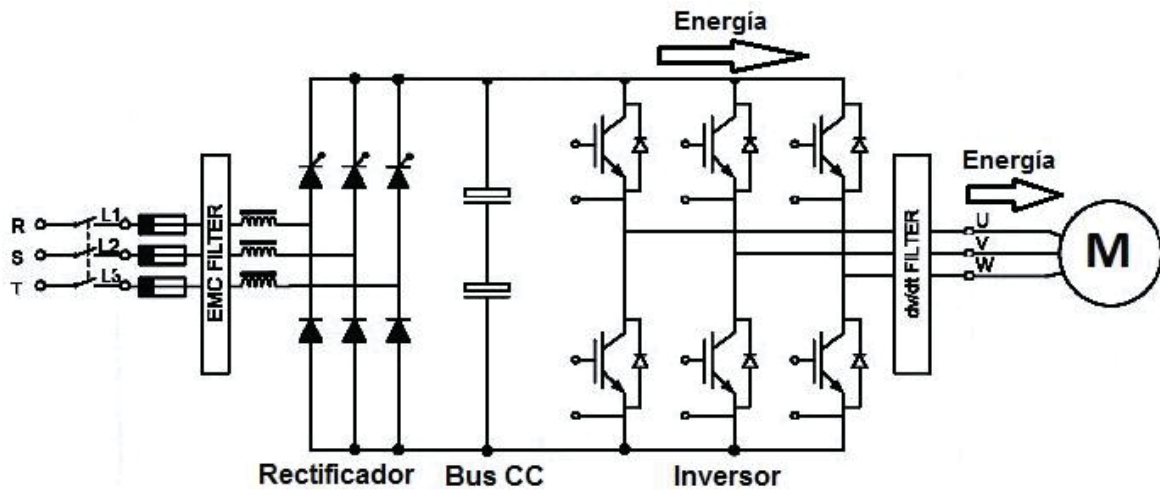 Energía
Energía
R
L1
S
L2
T
L3
EMC FILTER
dv/dt FILTER
U
V
W
M
Rectificador
Bus CC
Inversor